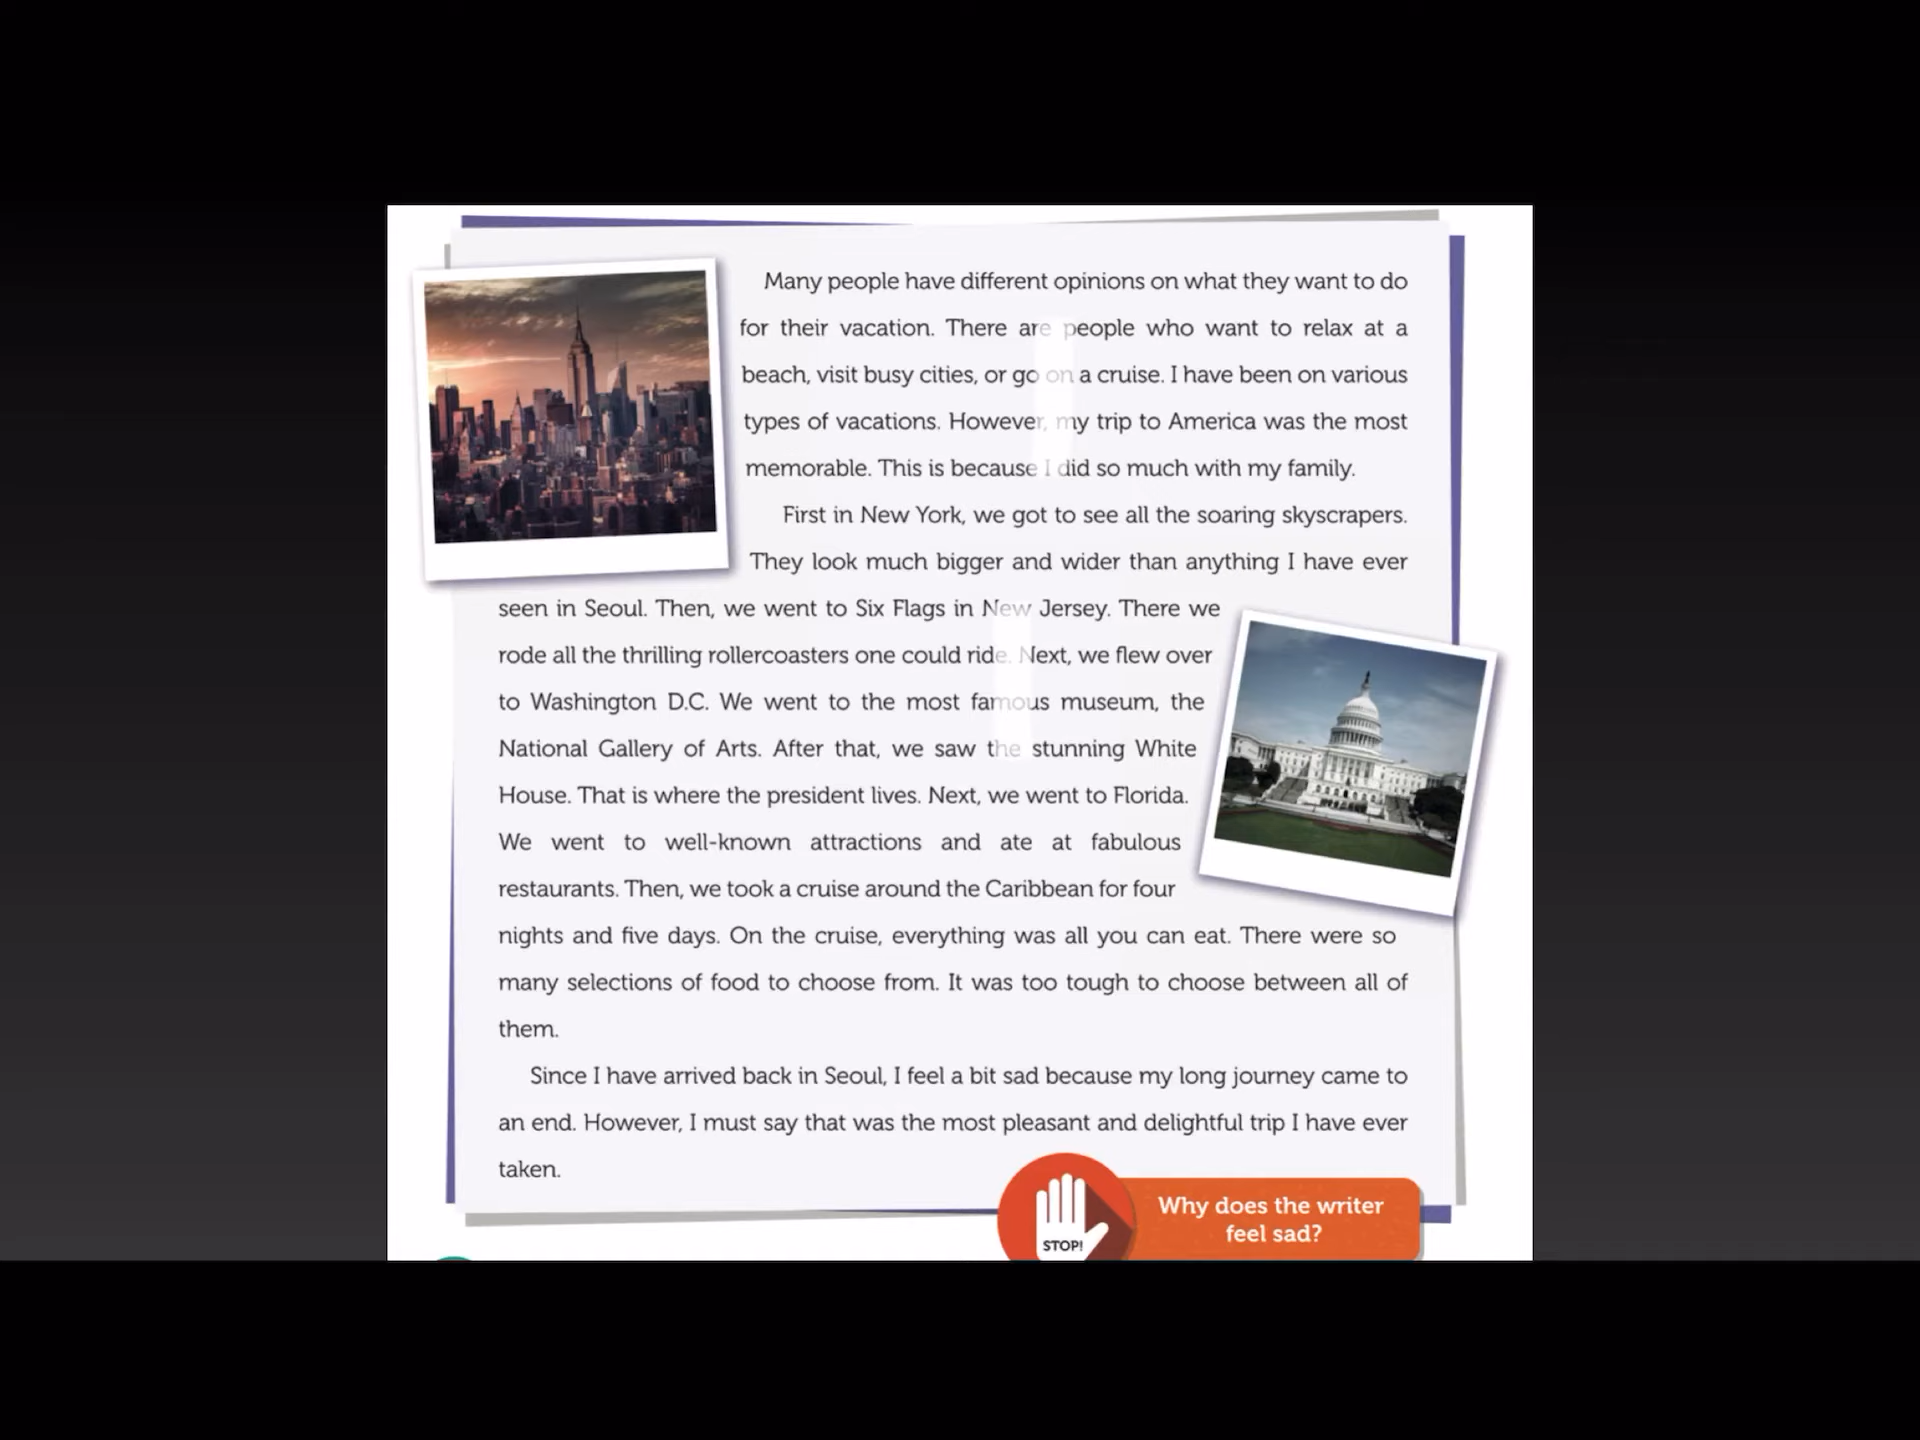 Many people have different opinions on what they want to do
for their vacation. There are people who want to relax at a
beach, visit busy cities, or go on a cruise. I have been on various
types of vacations. However, my trip to America was the most
memorable. This is because I did so much with my family.
First in New York, we got to see all the soaring skyscrapers.
They look much bigger and wider than anything I have ever
seen in Seoul. Then, we went to Six Flags in New Jersey. There we
rode all the thrilling rollercoasters one could ride. Next, we flew over
to Washington D.C. We went to the most famous museum, the
National Gallery of Arts. After that, we saw the stunning White
House. That is where the president lives. Next, we went to Florida.
We went to well-known attractions and ate at fabulous
restaurants. Then, we took a cruise around the Caribbean for four
nights and five days. On the cruise, everything was all you can eat. There were so
many selections of food to choose from. It was too tough to choose between all of
them.
Since I have arrived back in Seoul, I feel a bit sad because my long journey came to
an end. However, I must say that was the most pleasant and delightful trip I have ever
taken.
STOP!
Why does the writer
feel sad?